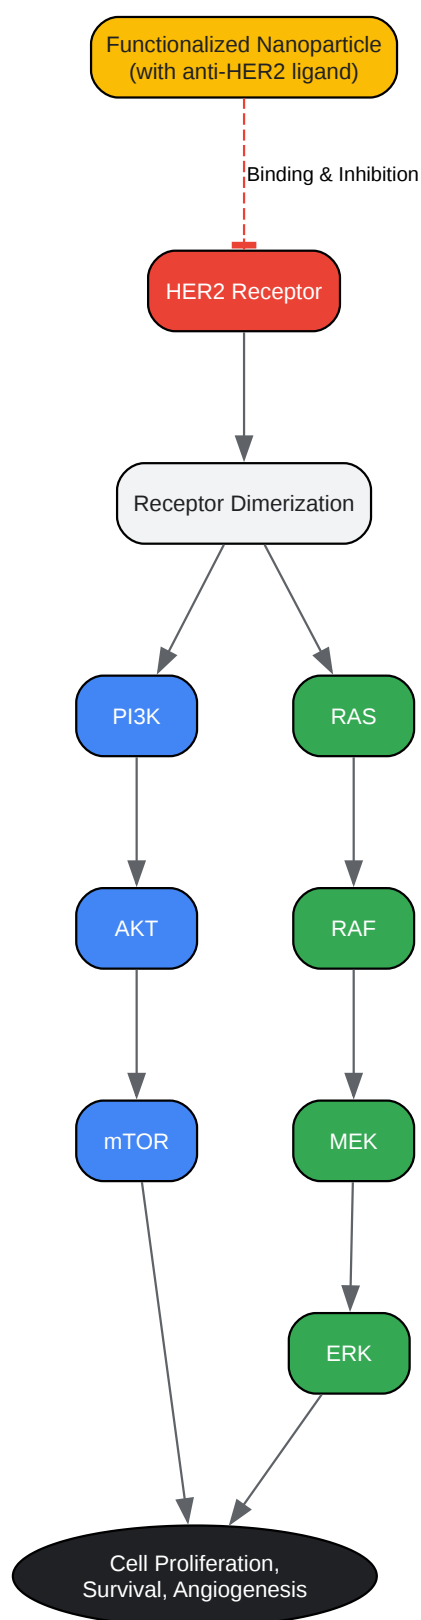 Functionalized Nanoparticle
(with anti-HER2 ligand)
Binding & Inhibition
HER2 Receptor
Receptor Dimerization
PI3K
RAS
AKT
RAF
mTOR
MEK
ERK
Cell Proliferation,
Survival, Angiogenesis